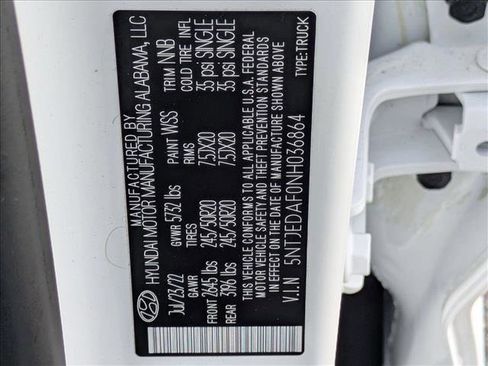 MANUFACTURED BY
HYUNDAI MOTOR MANUFACTURING ALABAMA, LLC
Jul/23/22 GVWR 5732 lbs PAINT WSS TRIM NNB
GAWR TIRES RIMS COLD TIRE INFL
FRONT 2645 lbs 245/50R20 7.5JX20 35 psi SINGLE
REAR 3196 lbs 245/50R20 7.5JX20 35 psi SINGLE
THIS VEHICLE CONFORMS TO ALL APPLICABLE U.S.A. FEDERAL
MOTOR VEHICLE SAFETY AND THEFT PREVENTION STANDARDS
IN EFFECT ON THE DATE OF MANUFACTURE SHOWN ABOVE
V.I.N 5NTJEDAF0NH036864 TYPE:TRUCK